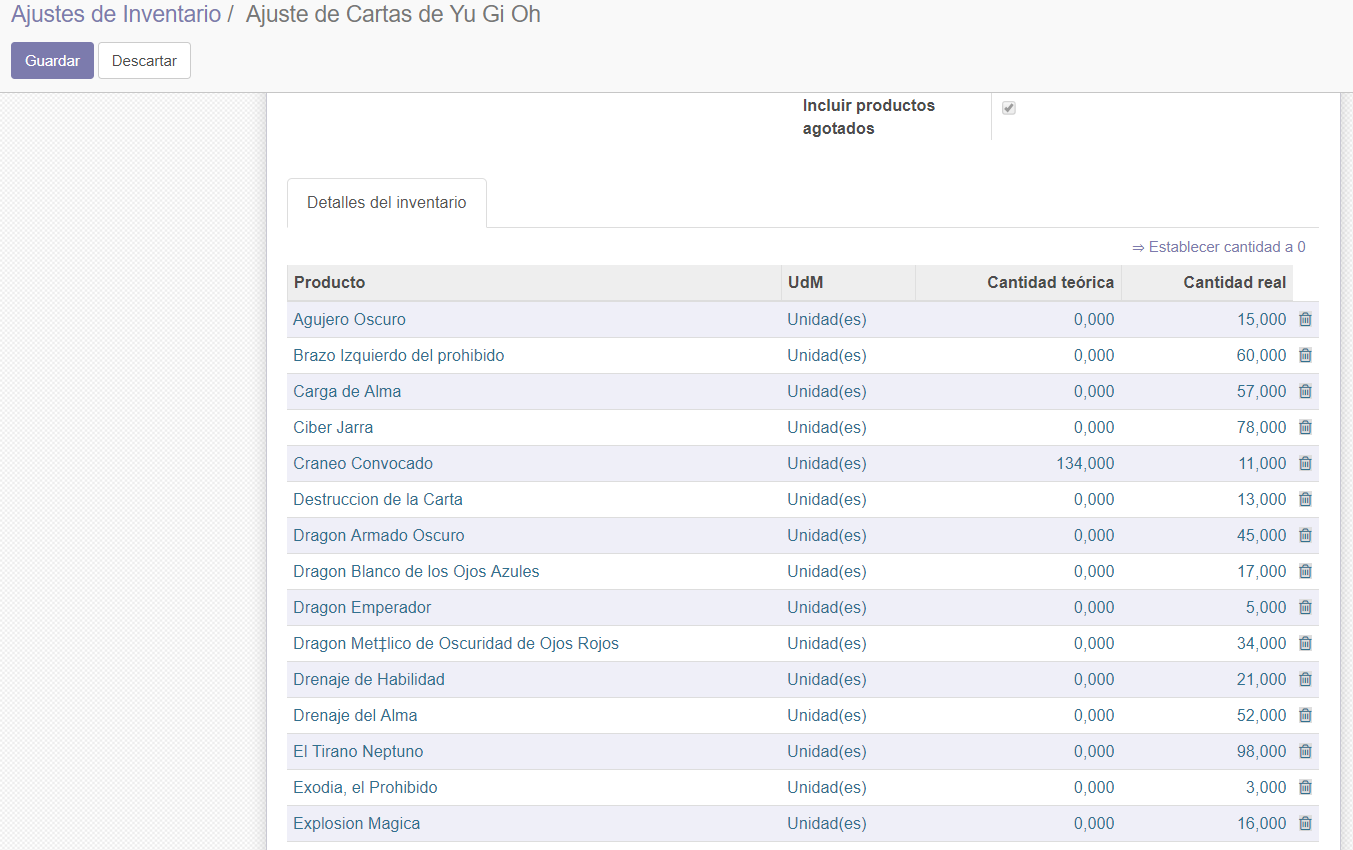 Ajustes de Inventario / Ajuste de Cartas de Yu Gi Oh
Guardar Descartar
Incluir productos
agotados
Detalles del inventario
⇒ Establecer cantidad a 0
Producto UdM Cantidad teórica Cantidad real
Agujero Oscuro Unidad(es) 0,000 15,000
Brazo Izquierdo del prohibido Unidad(es) 0,000 60,000
Carga de Alma Unidad(es) 0,000 57,000
Ciber Jarra Unidad(es) 0,000 78,000
Craneo Convocado Unidad(es) 134,000 11,000
Destruccion de la Carta Unidad(es) 0,000 13,000
Dragon Armado Oscuro Unidad(es) 0,000 45,000
Dragon Blanco de los Ojos Azules Unidad(es) 0,000 17,000
Dragon Emperador Unidad(es) 0,000 5,000
Dragon Met‡lico de Oscuridad de Ojos Rojos Unidad(es) 0,000 34,000
Drenaje de Habilidad Unidad(es) 0,000 21,000
Drenaje del Alma Unidad(es) 0,000 52,000
El Tirano Neptuno Unidad(es) 0,000 98,000
Exodia, el Prohibido Unidad(es) 0,000 3,000
Explosion Magica Unidad(es) 0,000 16,000